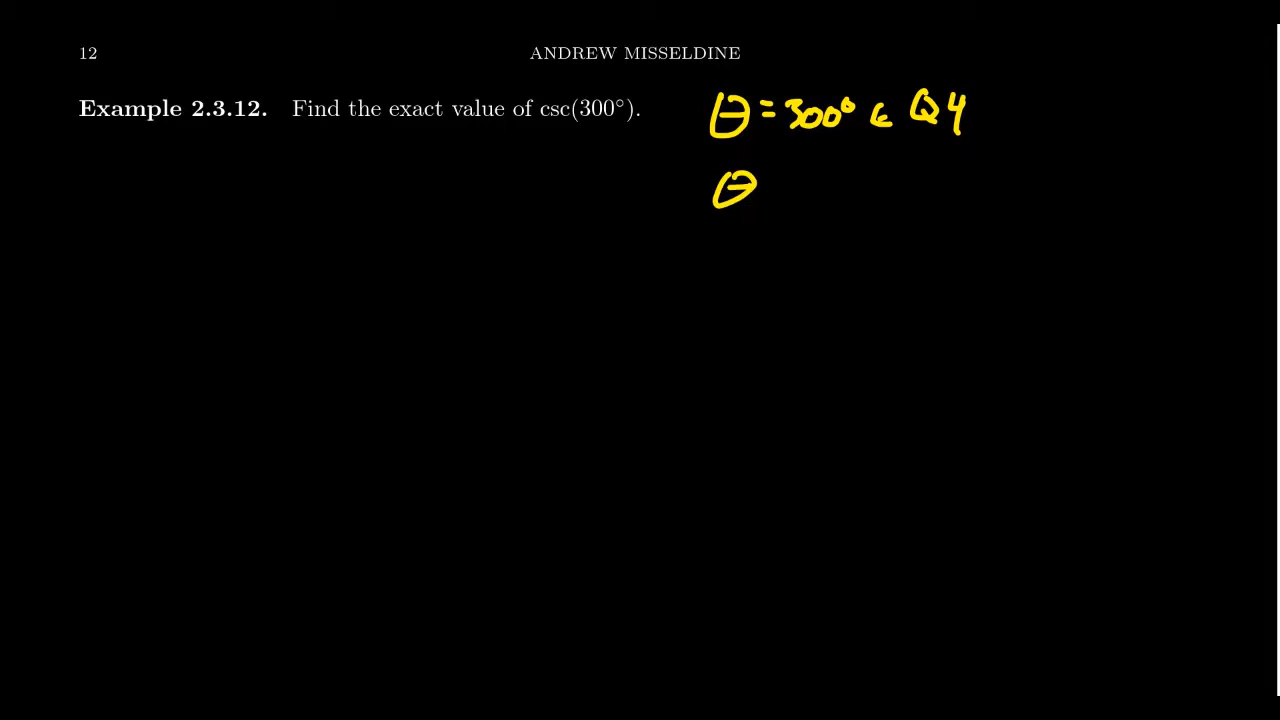 12 ANDREW MISSELDINE
Example 2.3.12. Find the exact value of csc(300°). θ = 300° ∈ Q4
θ